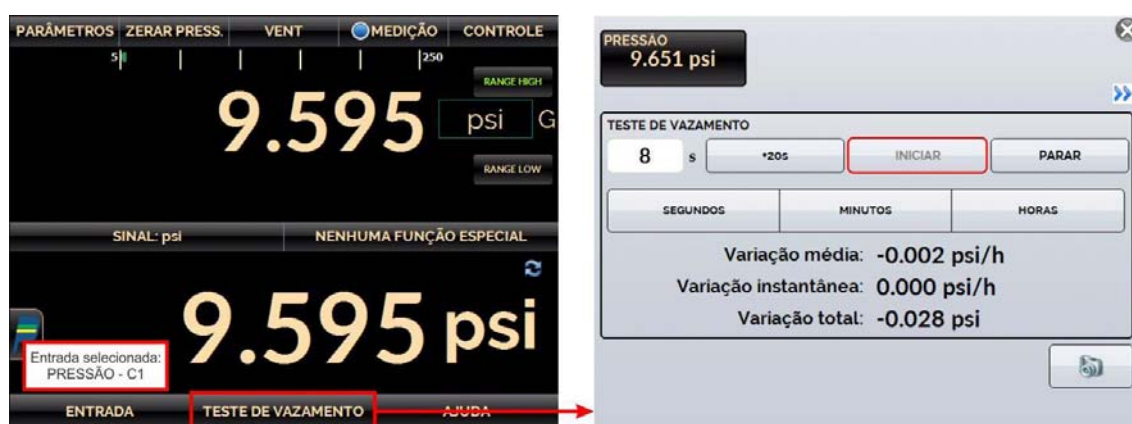 PARÂMETROS ZERAR PRESS. VENT MEDIÇÃO CONTROLE
5 250
RANGE HIGH
9.595 psi G
RANGE LOW
SINAL: psi NENHUMA FUNÇÃO ESPECIAL
9.595 psi
Entrada selecionada:
PRESSÃO - C1
ENTRADA TESTE DE VAZAMENTO AJUDA
PRESSÃO
9.651 psi
TESTE DE VAZAMENTO
8 s +20s INICIAR PARAR
SEGUNDOS MINUTOS HORAS
Variação média: -0.002 psi/h
Variação instantânea: 0.000 psi/h
Variação total: -0.028 psi